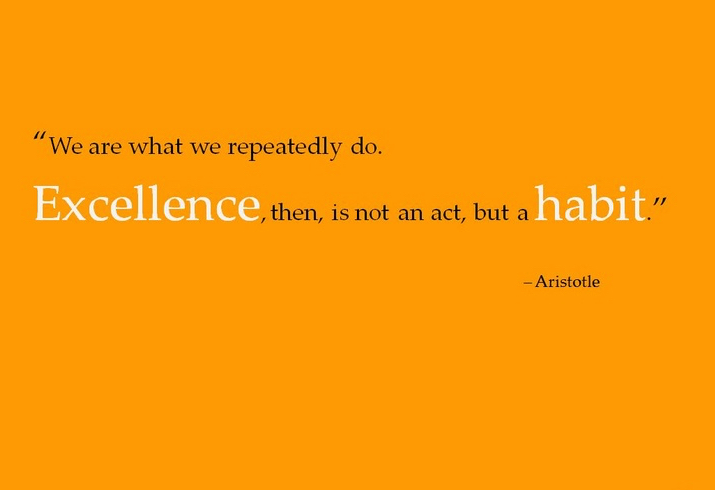 “We are what we repeatedly do.
Excellence, then, is not an act, but a habit.”
– Aristotle